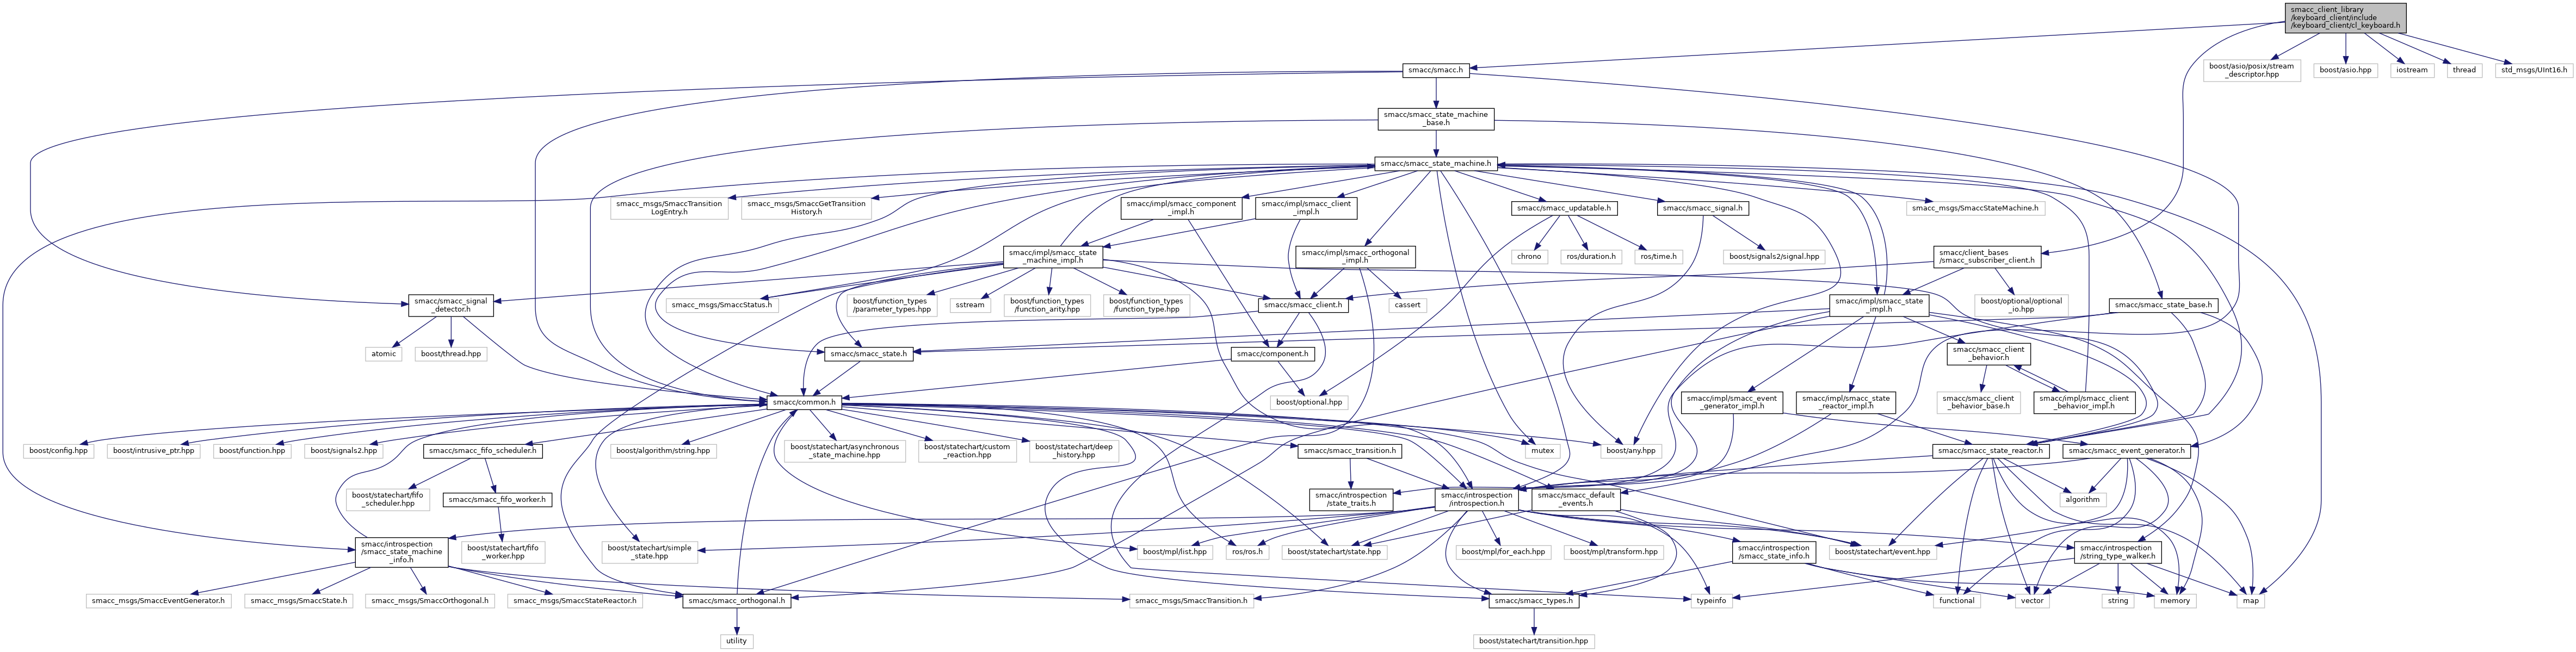 smacc_client_library
/keyboard_client/include
/keyboard_client/cl_keyboard.h
smacc/smacc.h
boost/asio/posix/stream
_descriptor.hpp
boost/asio.hpp
iostream
thread
std_msgs/UInt16.h
smacc/smacc_state_machine
_base.h
smacc/smacc_state_machine.h
smacc_msgs/SmaccTransition
LogEntry.h
smacc_msgs/SmaccGetTransition
History.h
smacc/impl/smacc_component
_impl.h
smacc/impl/smacc_client
_impl.h
smacc/smacc_updatable.h
smacc/smacc_signal.h
smacc_msgs/SmaccStateMachine.h
smacc/impl/smacc_state
_machine_impl.h
smacc/impl/smacc_orthogonal
_impl.h
chrono
ros/duration.h
ros/time.h
boost/signals2/signal.hpp
smacc/client_bases
/smacc_subscriber_client.h
smacc/smacc_signal
_detector.h
smacc_msgs/SmaccStatus.h
boost/function_types
/parameter_types.hpp
sstream
boost/function_types
/function_arity.hpp
boost/function_types
/function_type.hpp
smacc/smacc_client.h
cassert
smacc/impl/smacc_state
_impl.h
boost/optional/optional
_io.hpp
smacc/smacc_state_base.h
atomic
boost/thread.hpp
smacc/smacc_state.h
smacc/component.h
smacc/smacc_client
_behavior.h
smacc/common.h
boost/optional.hpp
smacc/impl/smacc_event
_generator_impl.h
smacc/impl/smacc_state
_reactor_impl.h
smacc/smacc_client
_behavior_base.h
smacc/impl/smacc_client
_behavior_impl.h
boost/config.hpp
boost/intrusive_ptr.hpp
boost/function.hpp
boost/signals2.hpp
smacc/smacc_fifo_scheduler.h
boost/algorithm/string.hpp
boost/statechart/asynchronous
_state_machine.hpp
boost/statechart/custom
_reaction.hpp
boost/statechart/deep
_history.hpp
smacc/smacc_transition.h
mutex
boost/any.hpp
smacc/smacc_state_reactor.h
smacc/smacc_event_generator.h
boost/statechart/fifo
_scheduler.hpp
smacc/smacc_fifo_worker.h
smacc/introspection
/state_traits.h
smacc/introspection
/introspection.h
smacc/smacc_default
_events.h
algorithm
smacc/introspection
/smacc_state_machine
_info.h
boost/statechart/fifo
_worker.hpp
boost/statechart/simple
_state.hpp
boost/mpl/list.hpp
ros/ros.h
boost/statechart/state.hpp
boost/mpl/for_each.hpp
boost/mpl/transform.hpp
smacc/introspection
/smacc_state_info.h
boost/statechart/event.hpp
smacc/introspection
/string_type_walker.h
smacc_msgs/SmaccEventGenerator.h
smacc_msgs/SmaccState.h
smacc_msgs/SmaccOrthogonal.h
smacc_msgs/SmaccStateReactor.h
smacc/smacc_orthogonal.h
smacc_msgs/SmaccTransition.h
smacc/smacc_types.h
typeinfo
functional
vector
string
memory
map
utility
boost/statechart/transition.hpp